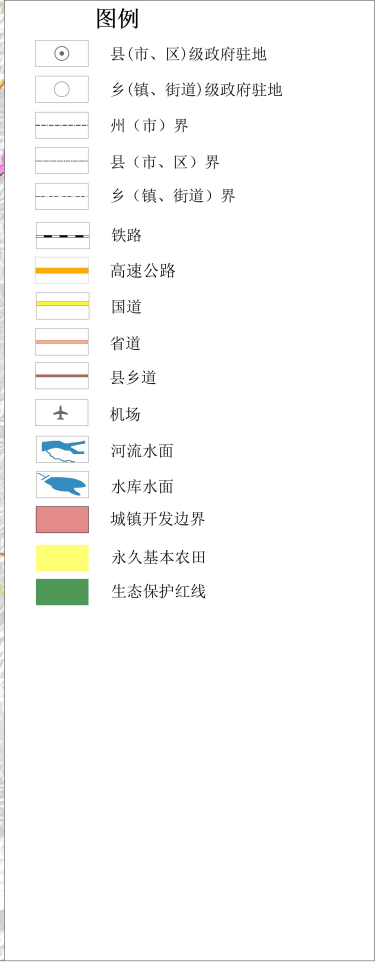 图例
县(市、区)级政府驻地
乡(镇、街道)级政府驻地
州（市）界
县（市、区）界
乡（镇、街道）界
铁路
高速公路
国道
省道
县乡道
机场
河流水面
水库水面
城镇开发边界
永久基本农田
生态保护红线